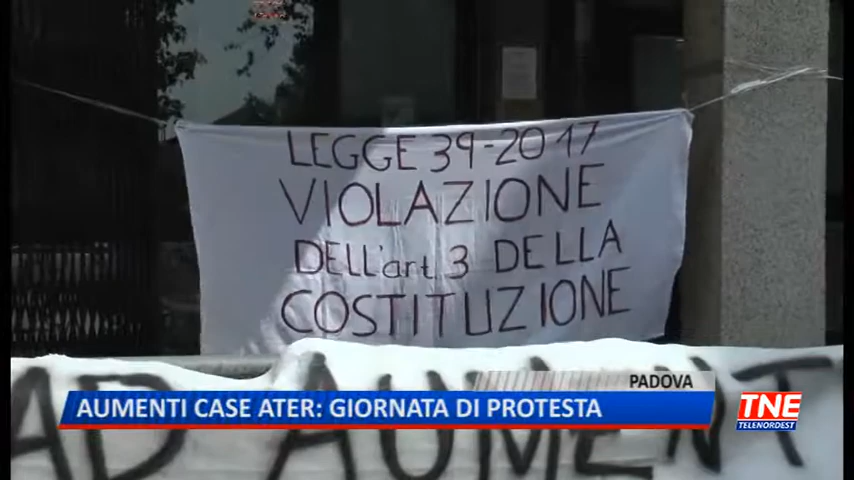 LEGGE 39-2017
VIOLAZIONE
DELL'art. 3 DELLA
COSTITUZIONE
PADOVA
AUMENTI CASE ATER: GIORNATA DI PROTESTA
TNE
TELENORDEST